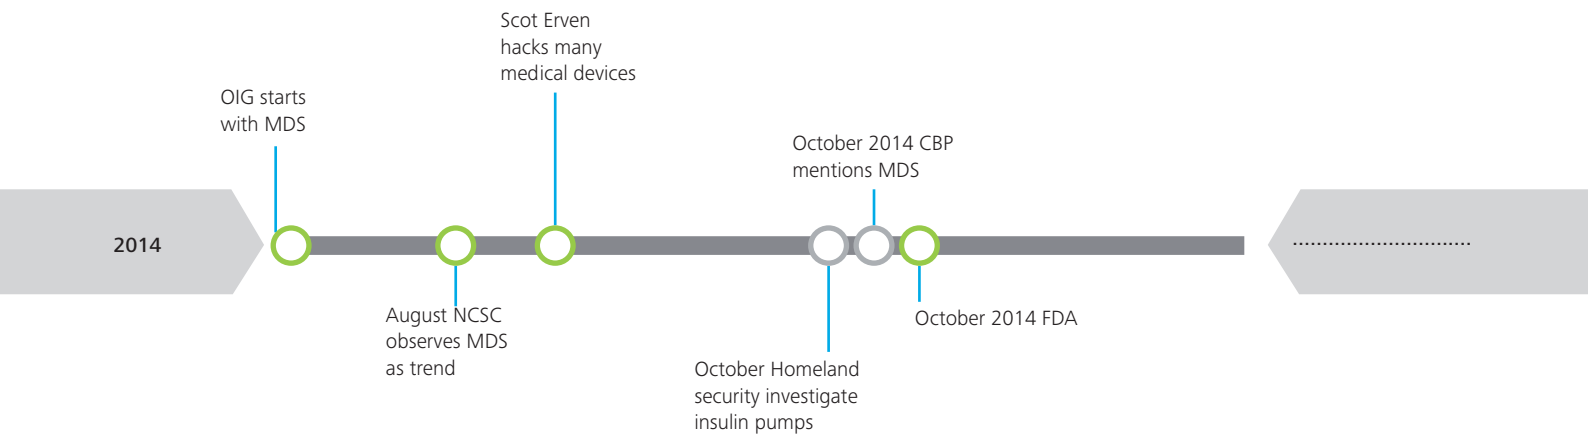 Scot Erven
hacks many
medical devices
OIG starts
with MDS
October 2014 CBP
mentions MDS
2014
..............................
August NCSC
observes MDS
as trend
October 2014 FDA
October Homeland
security investigate
insulin pumps